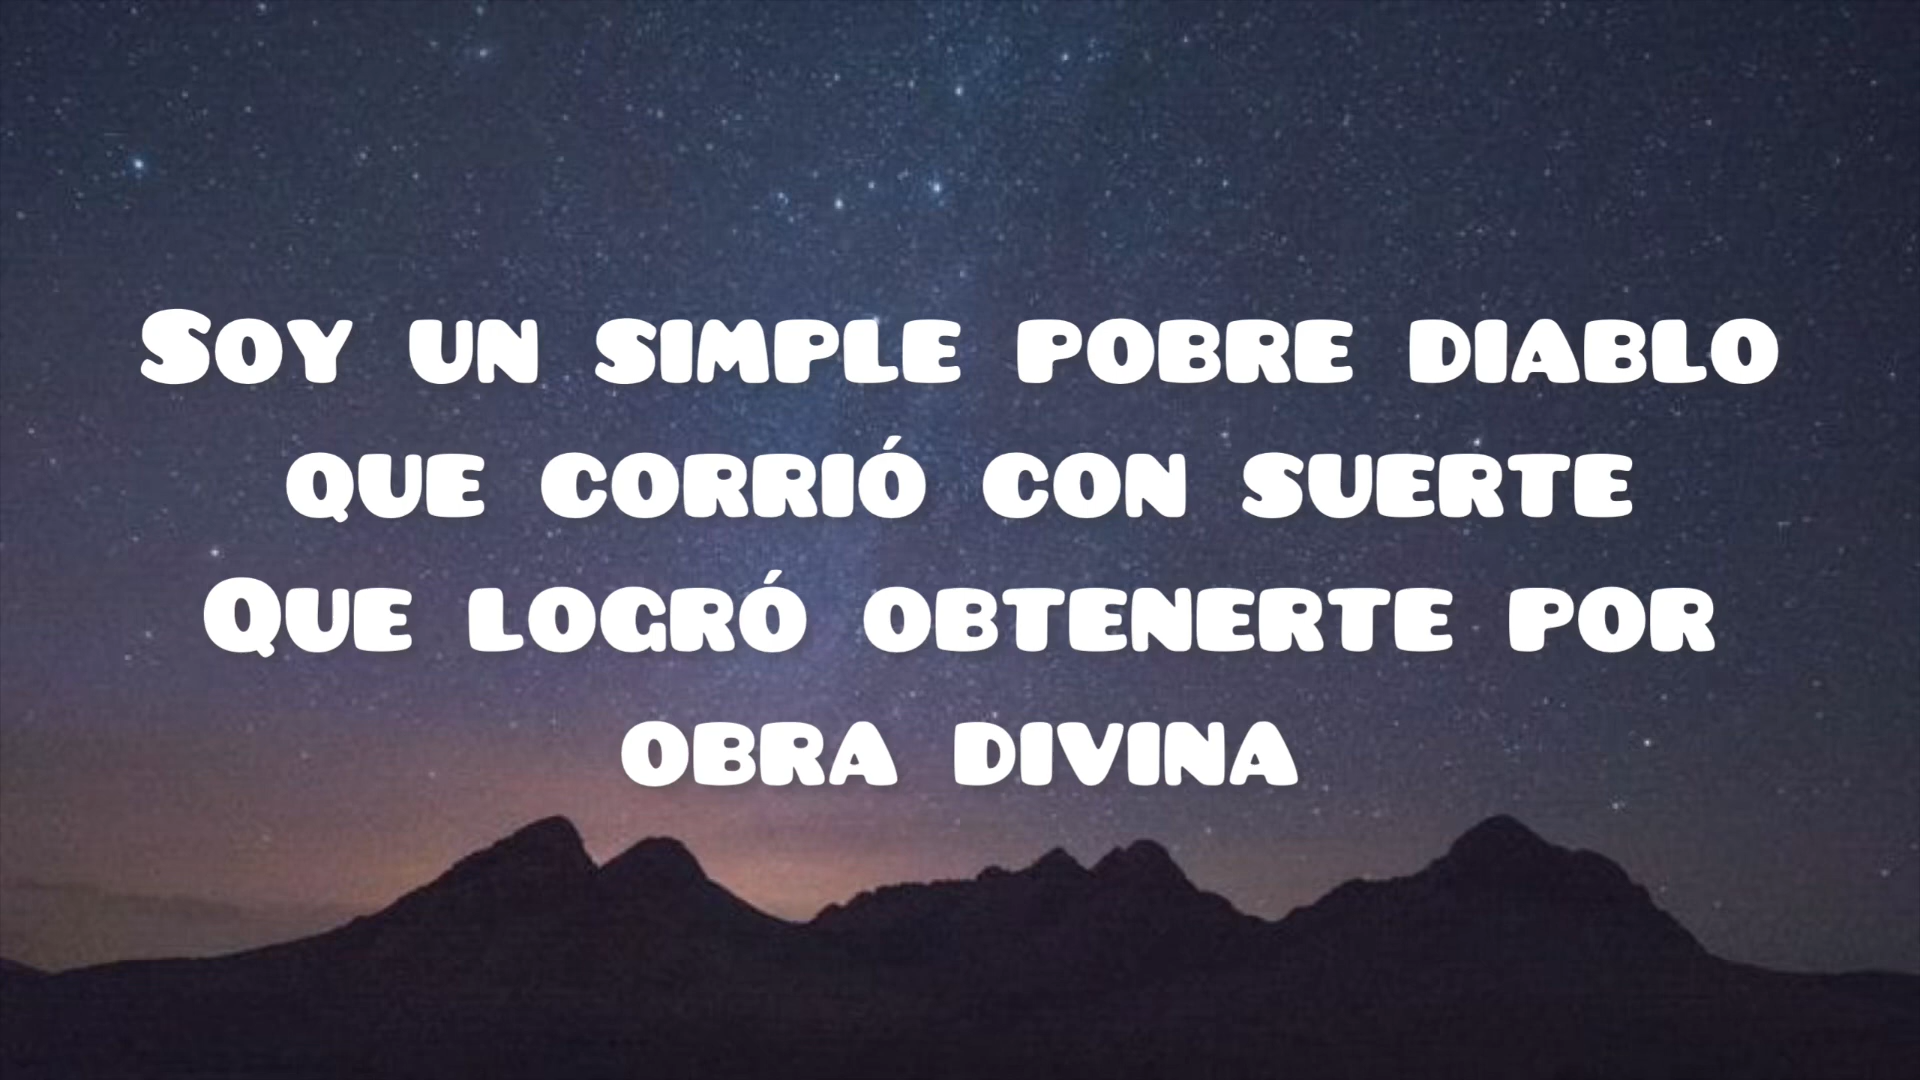 Soy un simple pobre diablo
que corrió con suerte
Que logró obtenerte por
obra divina